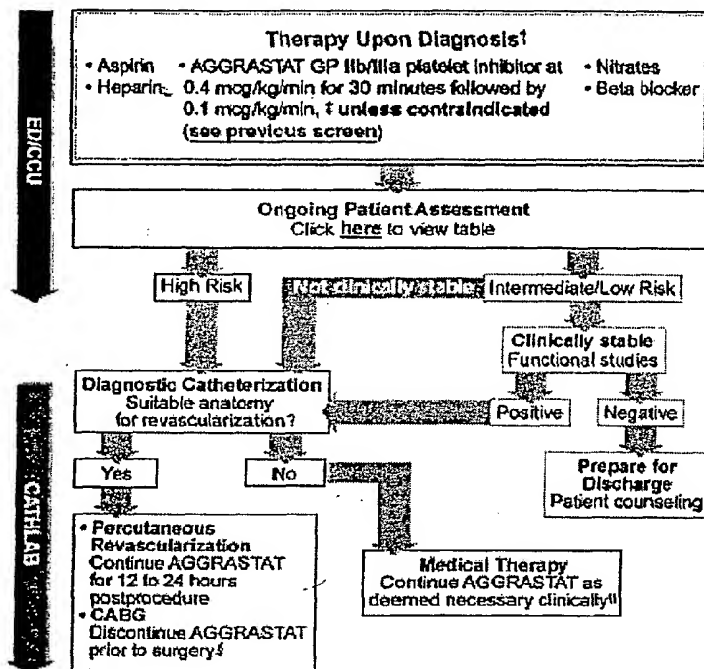 Therapy Upon Diagnosis†
• Aspirin
• Heparin
• AGGRASTAT GP IIb/IIIa platelet inhibitor at
0.4 mcg/kg/min for 30 minutes followed by
0.1 mcg/kg/min, ‡ unless contraindicated
(see previous screen)
• Nitrates
• Beta blocker
ED/CCU
Ongoing Patient Assessment
Click here to view table
High Risk
Not clinically stable
Intermediate/Low Risk
Clinically stable
Functional studies
Diagnostic Catheterization
Suitable anatomy
for revascularization?
Positive
Negative
Yes
No
Prepare for
Discharge
Patient counseling
CATH LAB
• Percutaneous
Revascularization
Continue AGGRASTAT
for 12 to 24 hours
postprocedure
• CABG
Discontinue AGGRASTAT
prior to surgery§
Medical Therapy
Continue AGGRASTAT as
deemed necessary clinically